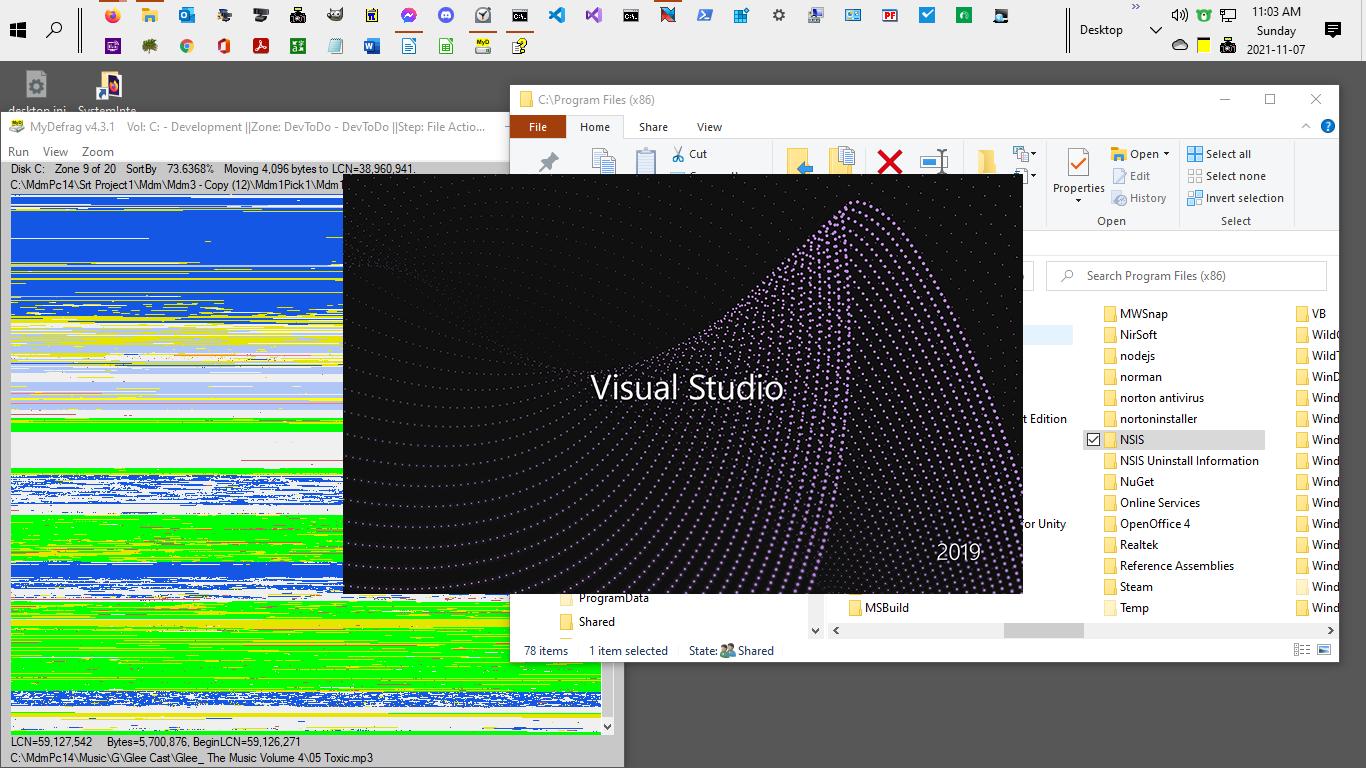 11:03 AM
Desktop
Sunday
2021-11-07
desktop.ini
SystemInte
C:\Program Files (x86)
MyDefrag v4.3.1 Vol: C: - Development ||Zone: DevToDo - DevToDo ||Step: File Actio...
File Home Share View
Run View Zoom
Cut
Open
Select all
Disk C: Zone 9 of 20 SortBy 73.6368% Moving 4,096 bytes to LCN=38,960,941.
Edit
Select none
C:\MdmPc14\Srt Project1\Mdm\Mdm3 - Copy (12)\Mdm1Pick1\Mdm1
Properties
History
Invert selection
Open
Select
Search Program Files (x86)
MWSnap
VB
NirSoft
WildG
nodejs
WildT
norman
WinD
norton antivirus
Wind
t Edition
nortoninstaller
Wind
NSIS
Wind
NSIS Uninstall Information
Wind
NuGet
Wind
Online Services
Wind
for Unity
OpenOffice 4
Wind
Realtek
Wind
Reference Assemblies
Wind
Steam
Wind
Temp
Wind
Visual Studio
2019
ProgramData
MSBuild
Shared
78 items 1 item selected State: Shared
LCN=59,127,542 Bytes=5,700,876, BeginLCN=59,126,271
C:\MdmPc14\Music\G\Glee Cast\Glee_ The Music Volume 4\05 Toxic.mp3